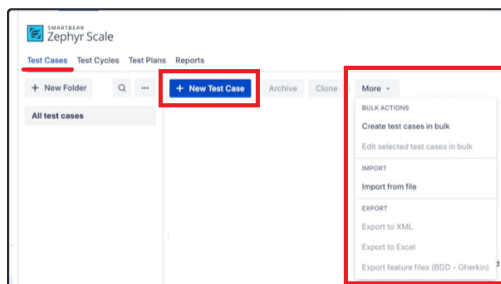 SMARTBEAR
Zephyr Scale
Test Cases Test Cycles Test Plans Reports
+ New Folder ... + New Test Case Archive Clone More
All test cases
BULK ACTIONS
Create test cases in bulk
Edit selected test cases in bulk
IMPORT
Import from file
EXPORT
Export to XML
Export to Excel
Export feature files (BDD - Gherkin)